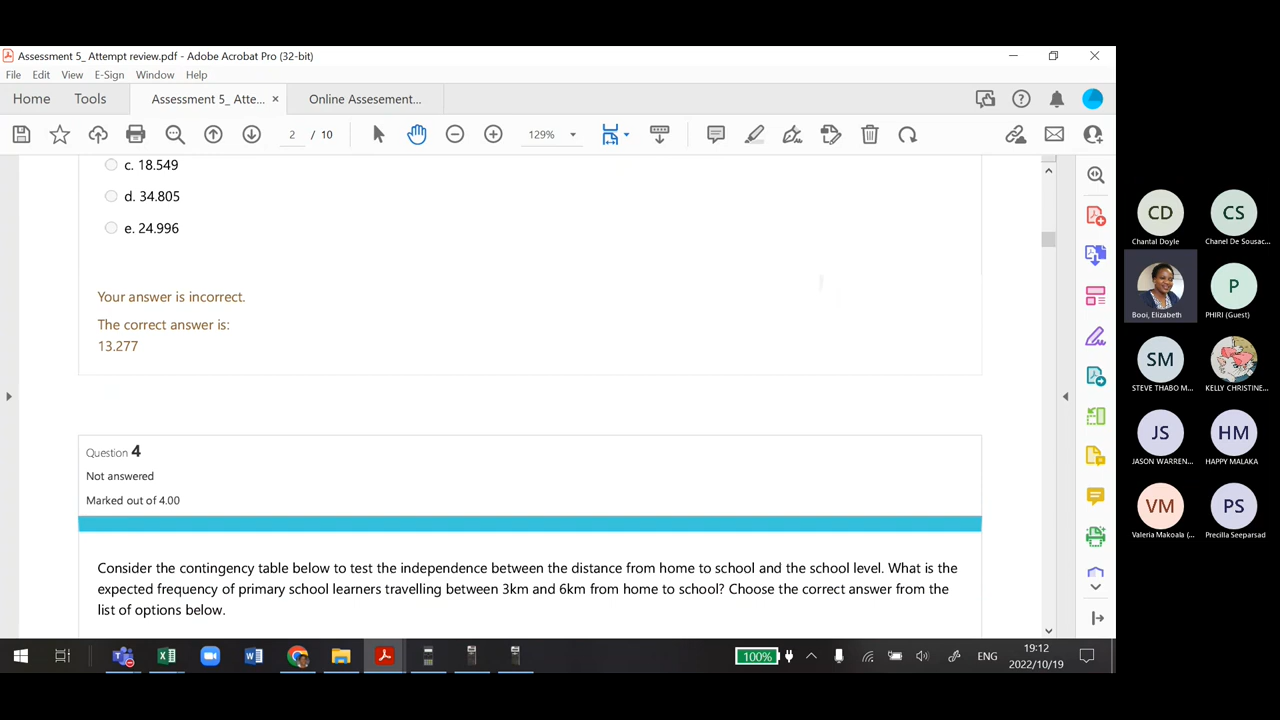 Assessment 5_ Attempt review.pdf - Adobe Acrobat Pro (32-bit)
File Edit View E-Sign Window Help
Home Tools Assessment 5_ Atte... × Online Assesement...
2 / 10 129%
c. 18.549
d. 34.805
e. 24.996
Your answer is incorrect.
The correct answer is:
13.277
Question 4
Not answered
Marked out of 4.00
Consider the contingency table below to test the independence between the distance from home to school and the school level. What is the
expected frequency of primary school learners travelling between 3km and 6km from home to school? Choose the correct answer from the
list of options below.
100% ENG 19:12
2022/10/19
CD CS
Chantal Doyle Chanel De Sousac...
P
Booi, Elizabeth PHIRI (Guest)
SM
STEVE THABO M... KELLY CHRISTINE...
JS HM
JASON WARREN... HAPPY MALAKA
VM PS
Valeria Makoala (... Precilla Seeparsad